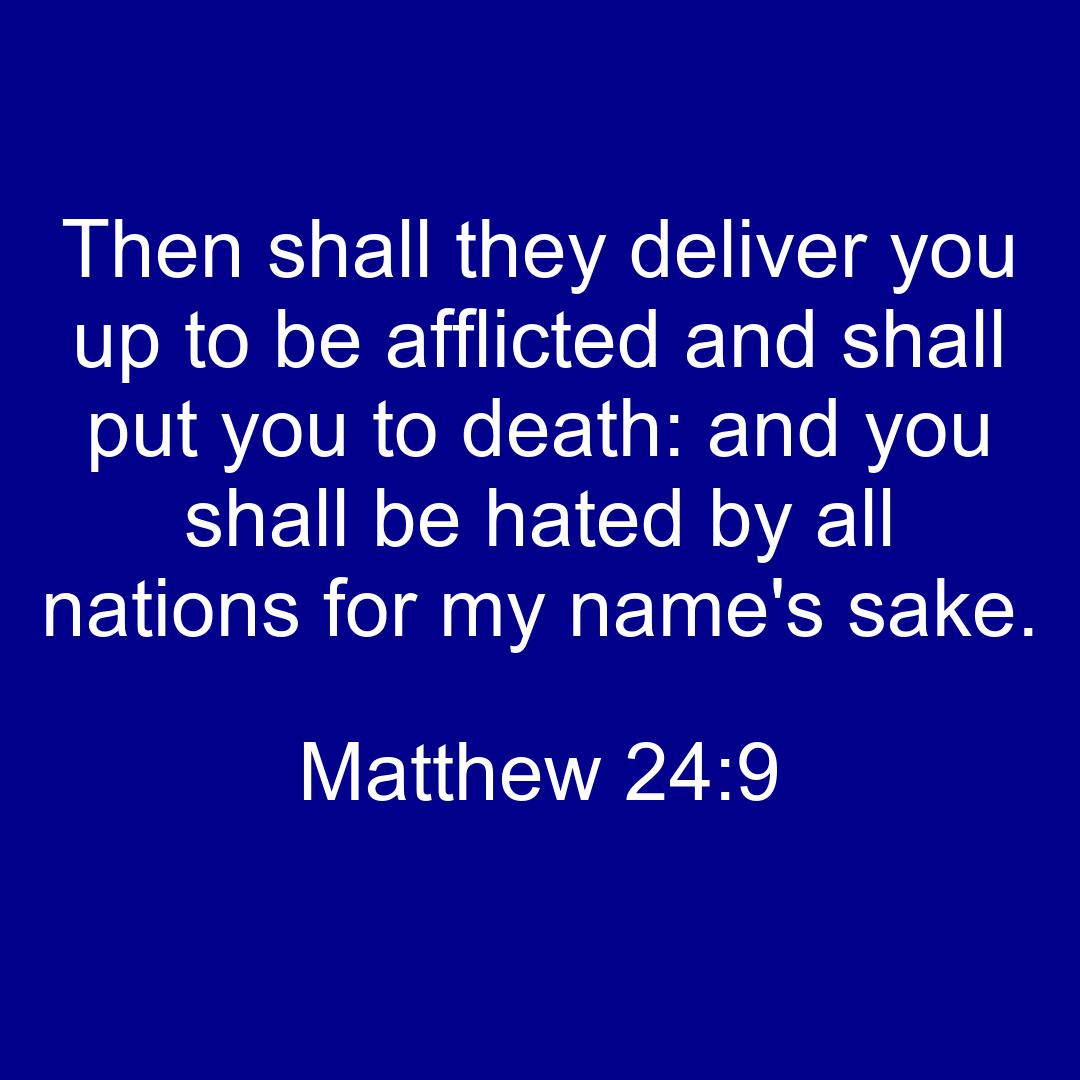 Then shall they deliver you
up to be afflicted and shall
put you to death: and you
shall be hated by all
nations for my name's sake.
Matthew 24:9